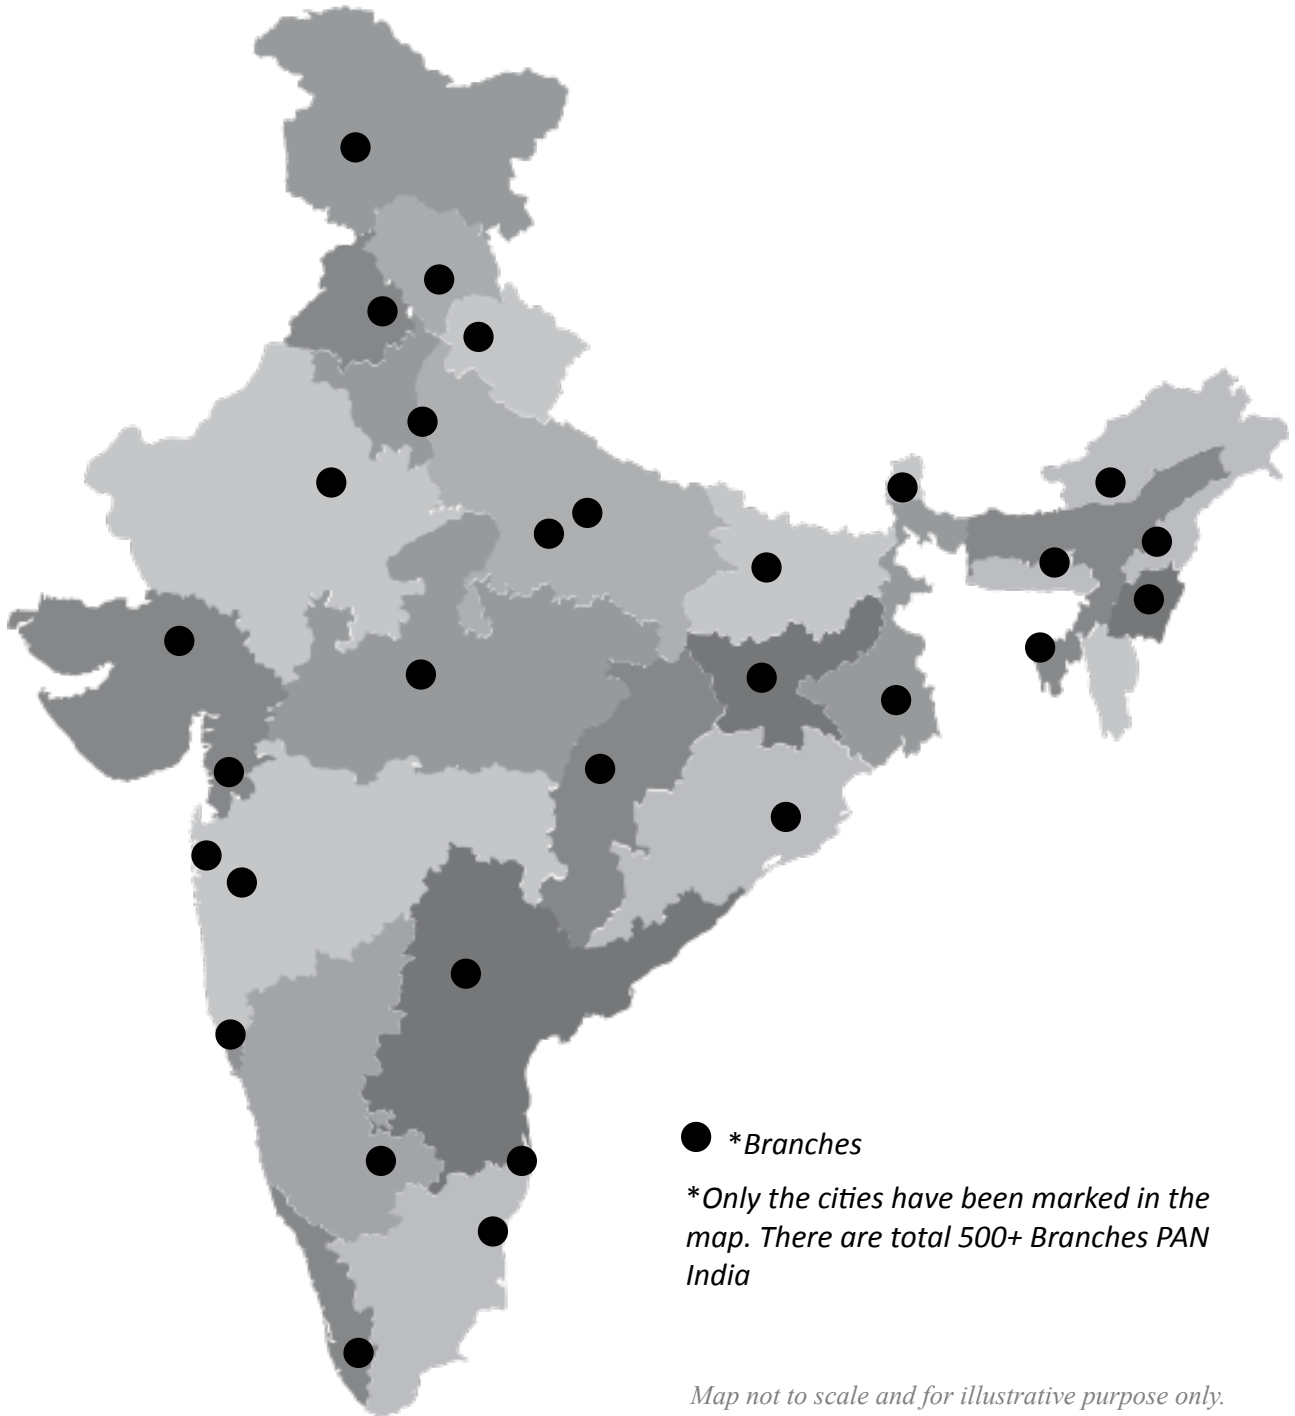 *Branches
*Only the cities have been marked in the
map. There are total 500+ Branches PAN
India
Map not to scale and for illustrative purpose only.